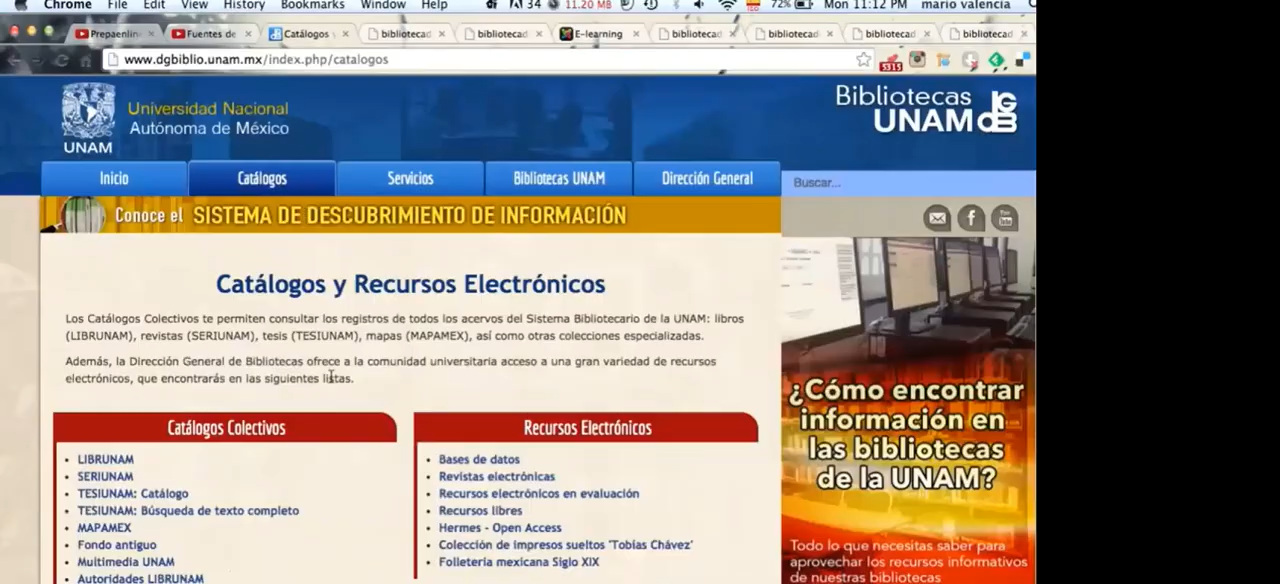 Chrome File Edit View History Bookmarks Window Help 34 11.20 MB 72% Mon 11:12 PM mario valencia
Prepaenlin Fuentes de Catálogos bibliotecad bibliotecad E-learning bibliotecad bibliotecad bibliotecad bibliotecad
www.dgbiblio.unam.mx/index.php/catalogos
5315
Universidad Nacional
Autónoma de México
UNAM
Bibliotecas
UNAM
Inicio Catálogos Servicios Bibliotecas UNAM Dirección General Buscar...
Conoce el SISTEMA DE DESCUBRIMIENTO DE INFORMACIÓN
Catálogos y Recursos Electrónicos
Los Catálogos Colectivos te permiten consultar los registros de todos los acervos del Sistema Bibliotecario de la UNAM: libros
(LIBRUNAM), revistas (SERIUNAM), tesis (TESIUNAM), mapas (MAPAMEX), así como otras colecciones especializadas.
Además, la Dirección General de Bibliotecas ofrece a la comunidad universitaria acceso a una gran variedad de recursos
electrónicos, que encontrarás en las siguientes listas.
Catálogos Colectivos
LIBRUNAM
SERIUNAM
TESIUNAM: Catálogo
TESIUNAM: Búsqueda de texto completo
MAPAMEX
Fondo antiguo
Multimedia UNAM
Autoridades LIBRUNAM
Recursos Electrónicos
Bases de datos
Revistas electrónicas
Recursos electrónicos en evaluación
Recursos libres
Hermes - Open Access
Colección de impresos sueltos 'Tobías Chávez'
Folletería mexicana Siglo XIX
¿Cómo encontrar
información en
las bibliotecas
de la UNAM?
Todo lo que necesitas saber para
aprovechar los recursos informativos
de nuestras bibliotecas